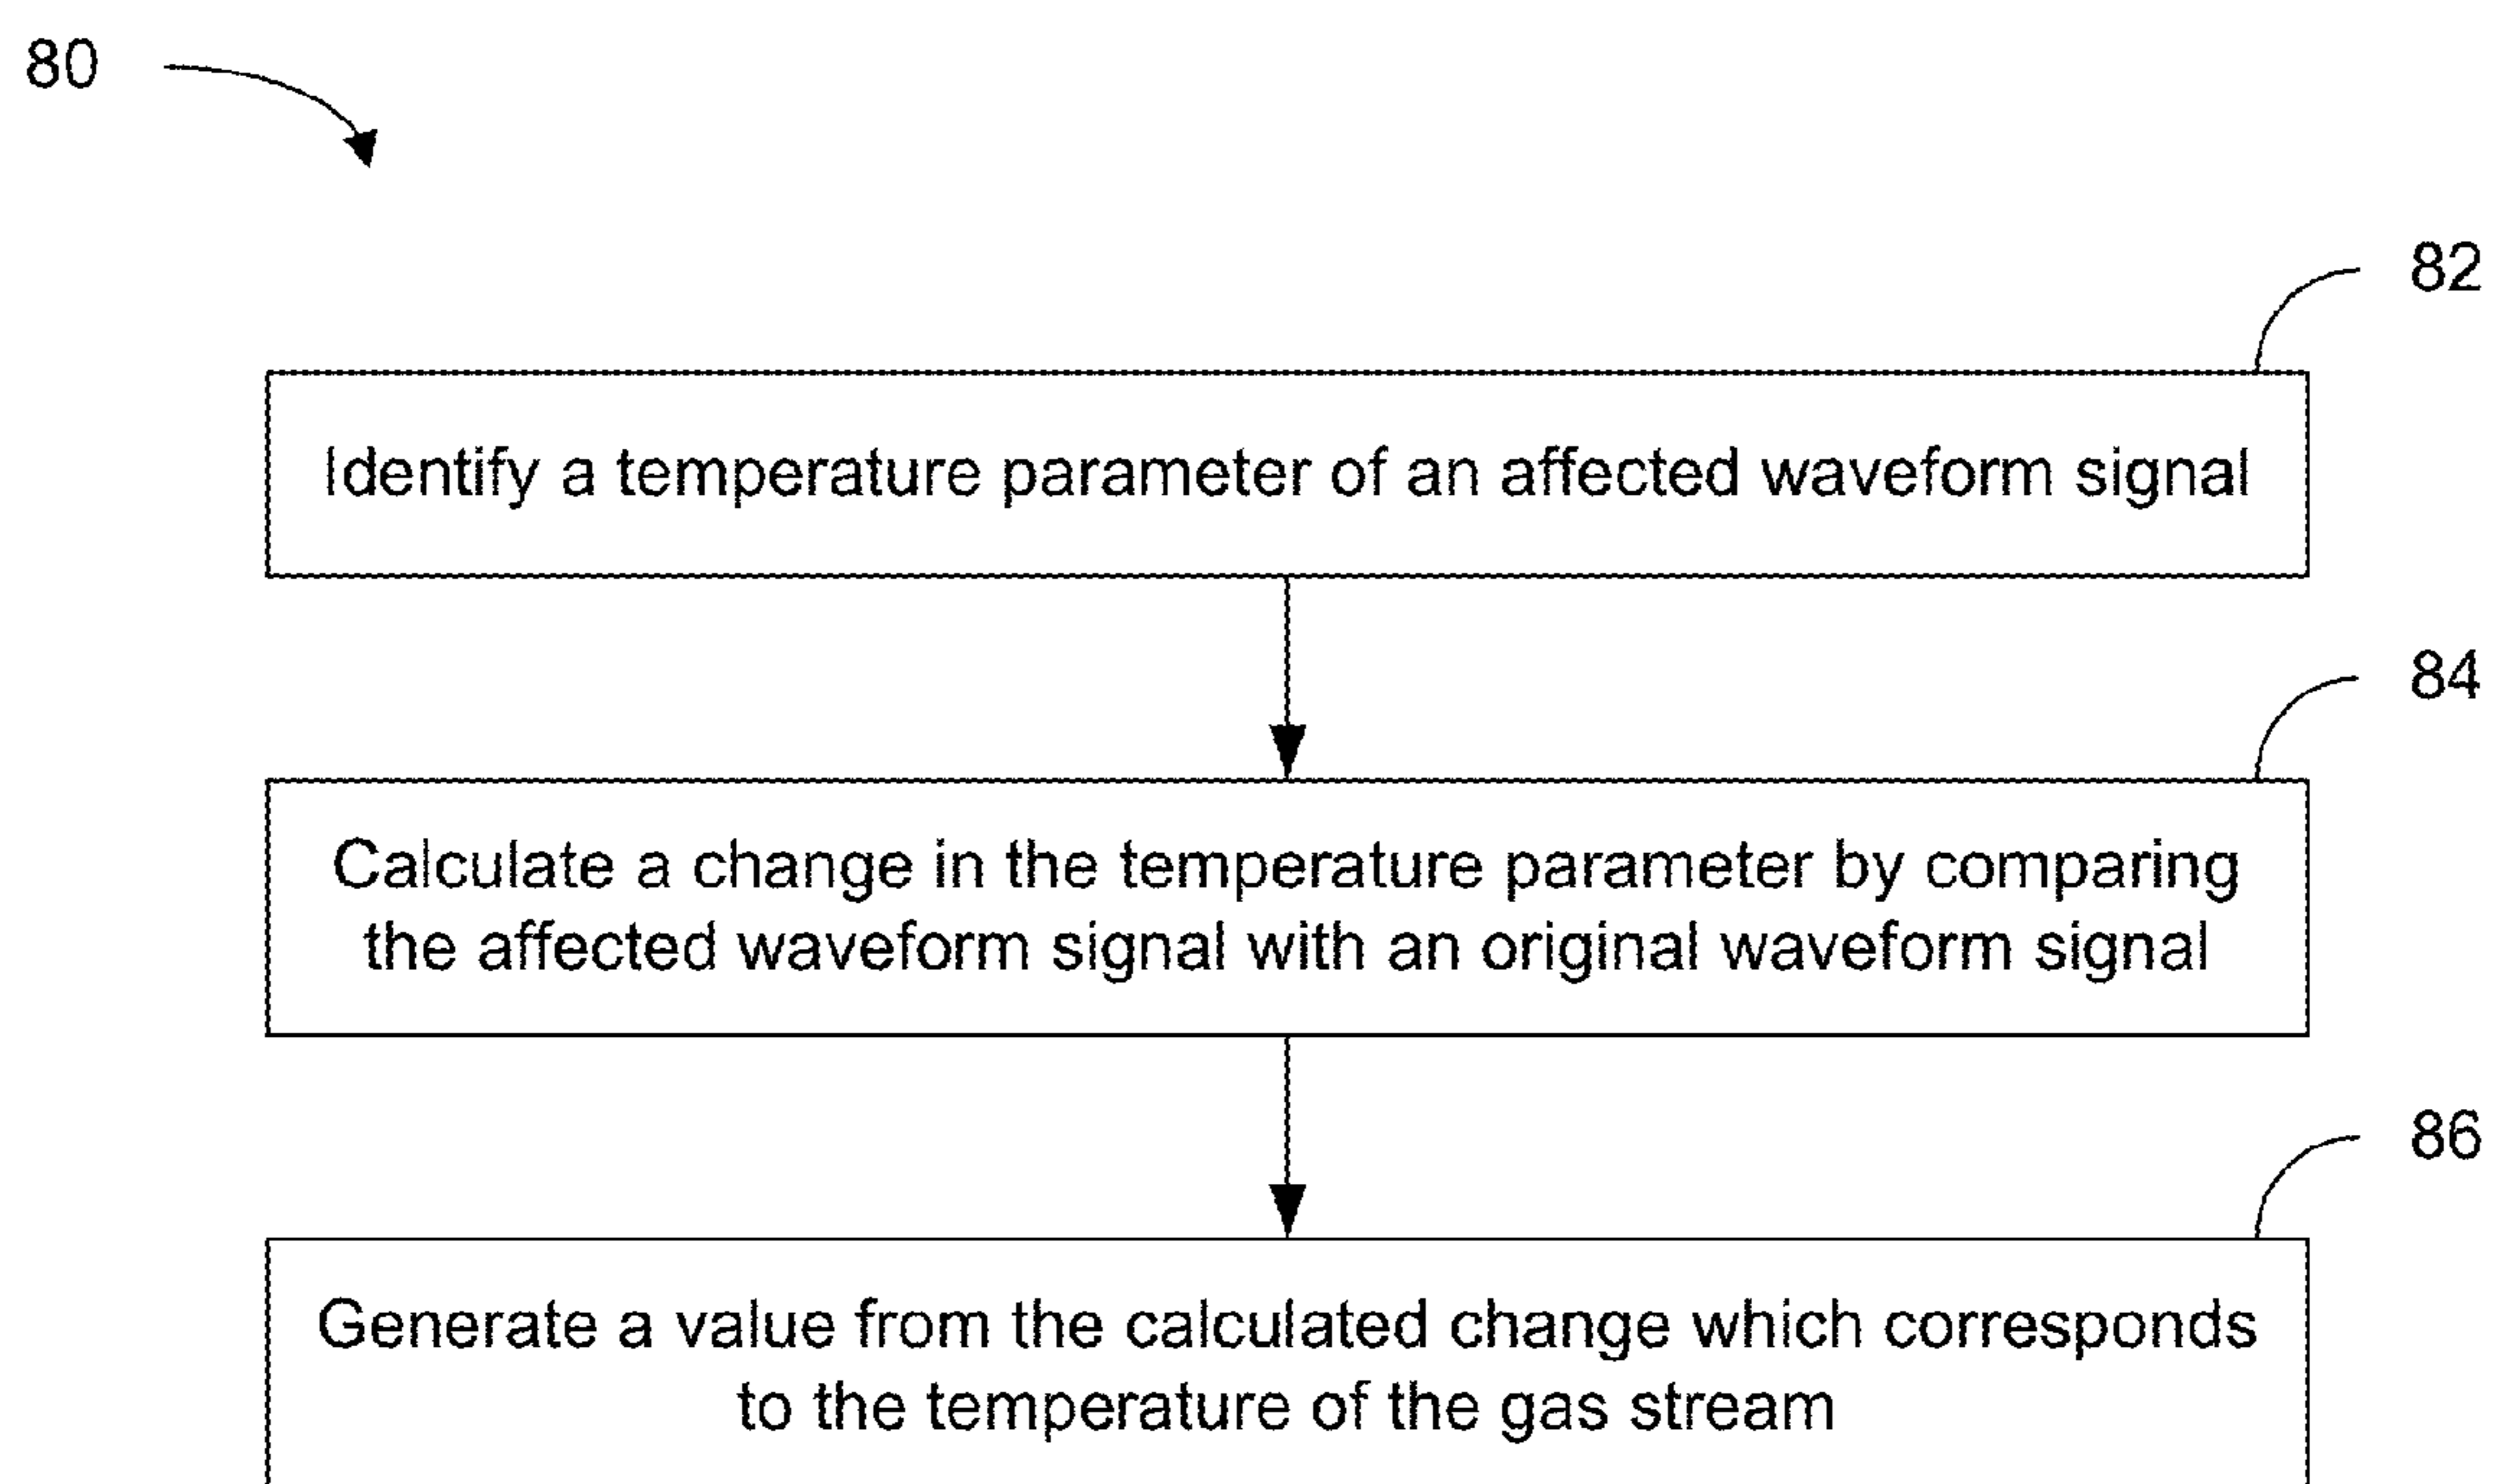 80
82
Identify a temperature parameter of an affected waveform signal
84
Calculate a change in the temperature parameter by comparing
the affected waveform signal with an original waveform signal
86
Generate a value from the calculated change which corresponds
to the temperature of the gas stream